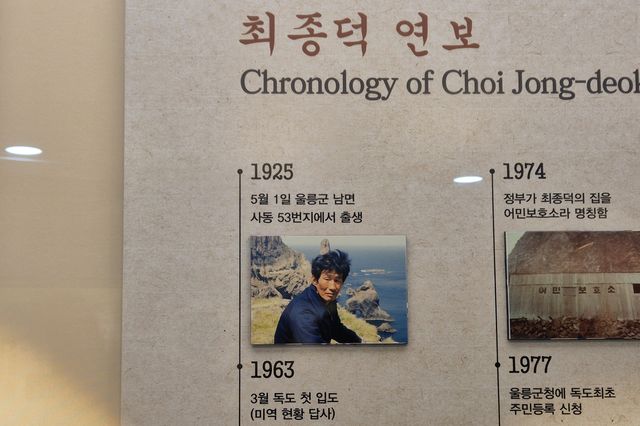 최종덕 연보
Chronology of Choi Jong-deok
1925
5월 1일 울릉군 남면
사동 53번지에서 출생
1963
3월 독도 첫 입도
(미역 현황 답사)
1974
정부가 최종덕의 집을
어민보호소라 명칭함
어민 보호소
1977
울릉군청에 독도최초
주민등록 신청